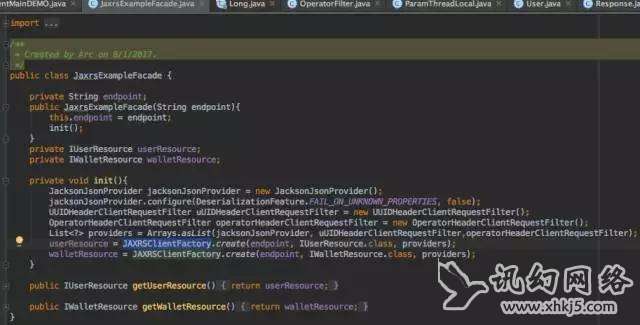 entMainDEMO.java JaxrsExampleFacade.java Long.java OperatorFilter.java ParamThreadLocal.java User.java Response.java
import ...
/**
* Created by Arc on 8/1/2017.
*/
public class JaxrsExampleFacade {
private String endpoint;
public JaxrsExampleFacade(String endpoint){
this.endpoint = endpoint;
init();
}
private IUserResource userResource;
private IWalletResource walletResource;
private void init(){
JacksonJsonProvider jacksonJsonProvider = new JacksonJsonProvider();
jacksonJsonProvider.configure(DeserializationFeature.FAIL_ON_UNKNOWN_PROPERTIES, false);
UUIDHeaderClientRequestFilter uUIDHeaderClientRequestFilter = new UUIDHeaderClientRequestFilter();
OperatorHeaderClientRequestFilter operatorHeaderClientRequestFilter = new OperatorHeaderClientRequestFilter();
List<?> providers = Arrays.asList(jacksonJsonProvider, uUIDHeaderClientRequestFilter,operatorHeaderClientRequestFilter);
userResource = JAXRSClientFactory.create(endpoint, IUserResource.class, providers);
walletResource = JAXRSClientFactory.create(endpoint, IWalletResource.class, providers);
}
public IUserResource getUserResource() { return userResource; }
public IWalletResource getWalletResource() { return walletResource; }
}
讯幻网络
www.xhkj5.com